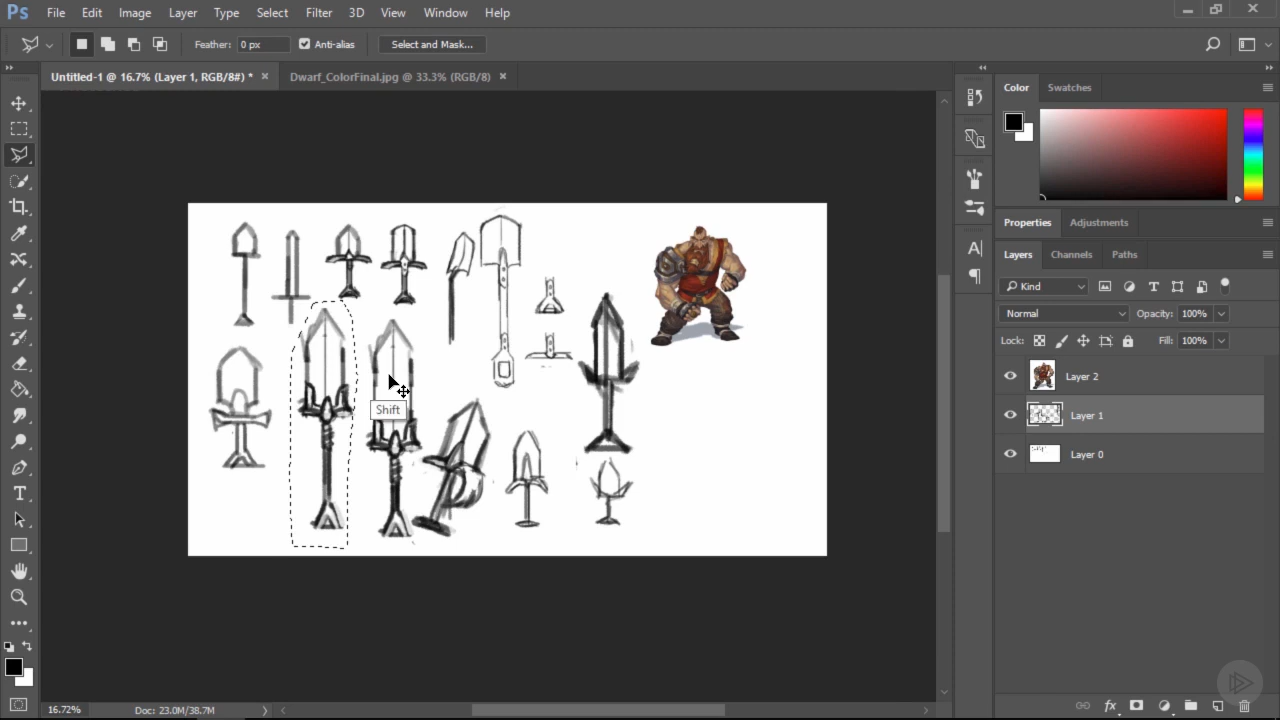 Ps File Edit Image Layer Type Select Filter 3D View Window Help
Feather: 0 px Anti-alias Select and Mask...
Untitled-1 @ 16.7% (Layer 1, RGB/8#) * × Dwarf_ColorFinal.jpg @ 33.3% (RGB/8) ×
Color Swatches
Properties Adjustments
Layers Channels Paths
Kind
Normal Opacity: 100%
Lock: Fill: 100%
Layer 2
Layer 1
Layer 0
Shift
16.72% Doc: 23.0M/38.7M